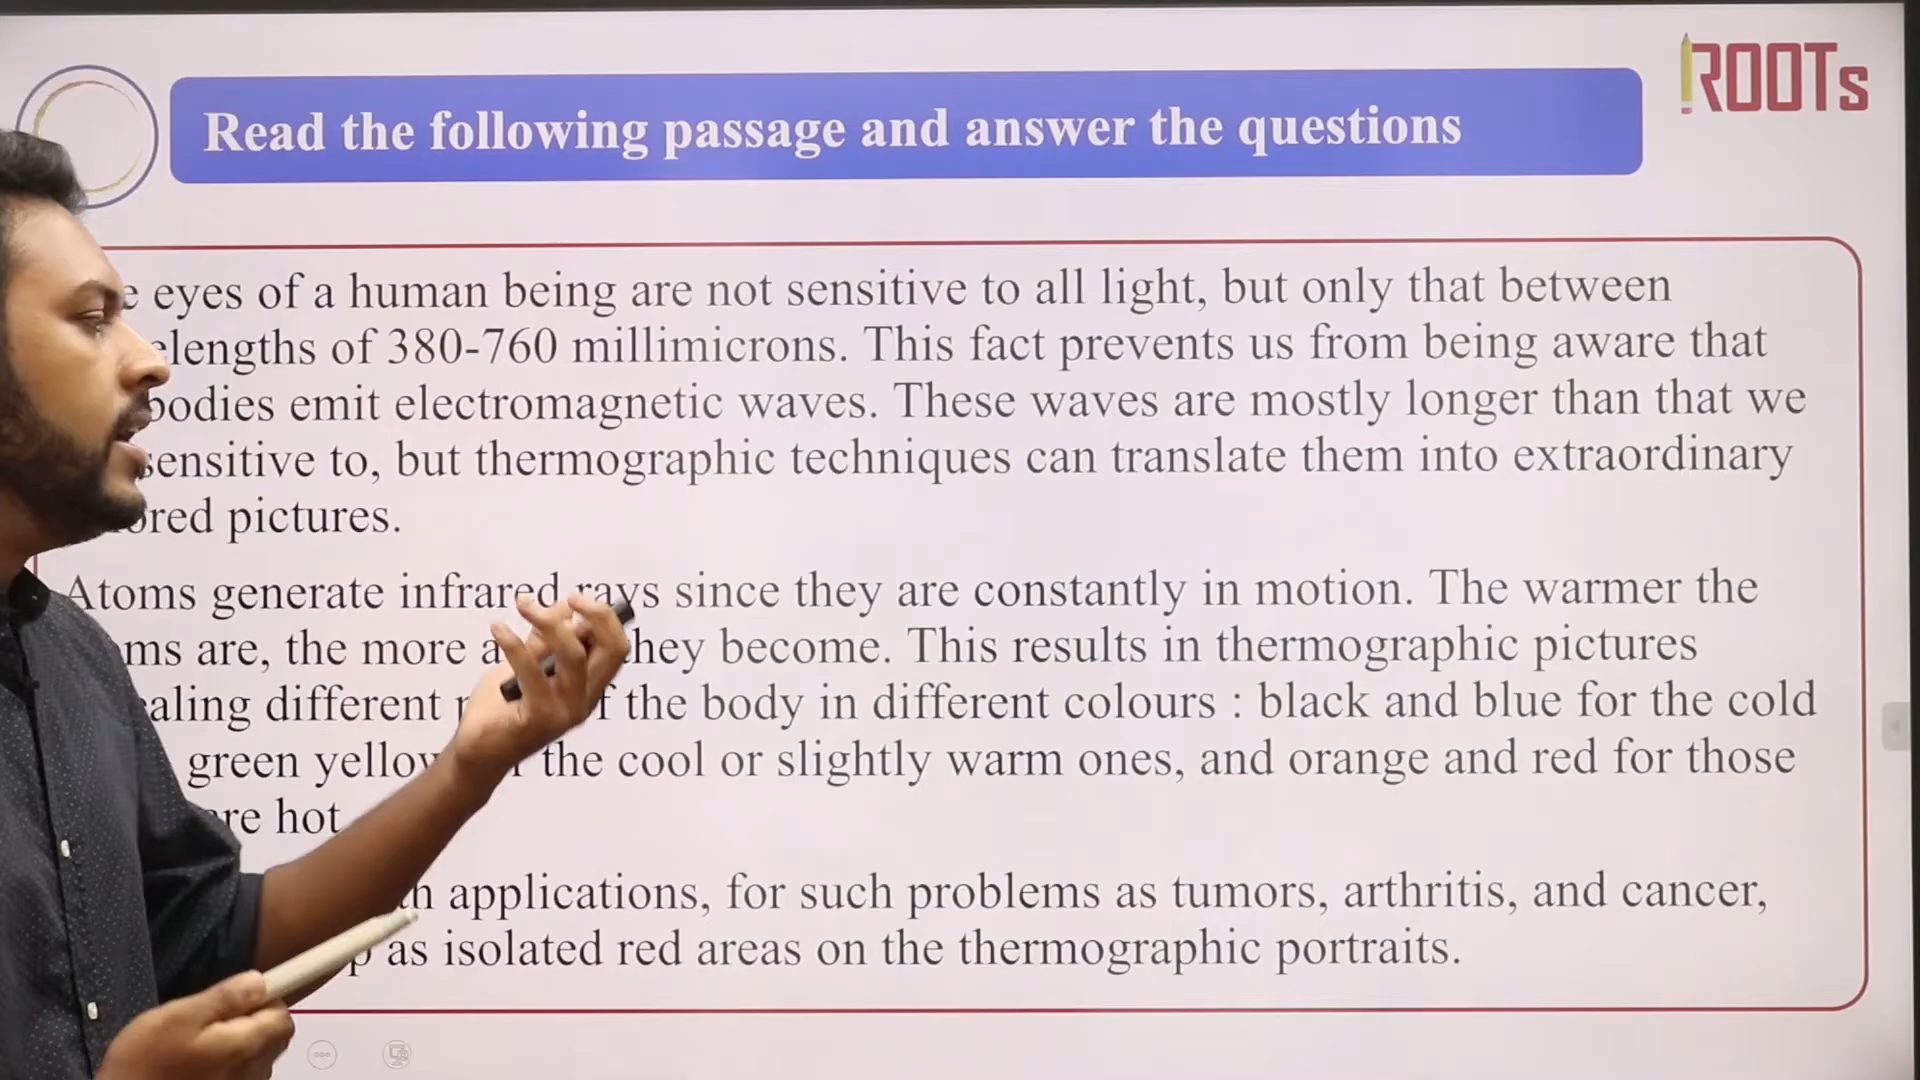 ROOTs
Read the following passage and answer the questions
eyes of a human being are not sensitive to all light, but only that between
of 380-760 millimicrons. This fact prevents us from being aware that
bodies emit electromagnetic waves. These waves are mostly longer than that we
sensitive to, but thermographic techniques can translate them into extraordinary
pictures.
Atoms generate infrared rays since they are constantly in motion. The warmer the
are, the more they become. This results in thermographic pictures
different of the body in different colours : black and blue for the cold
green yellow the cool or slightly warm ones, and orange and red for those
are hot
applications, for such problems as tumors, arthritis, and cancer,
as isolated red areas on the thermographic portraits.